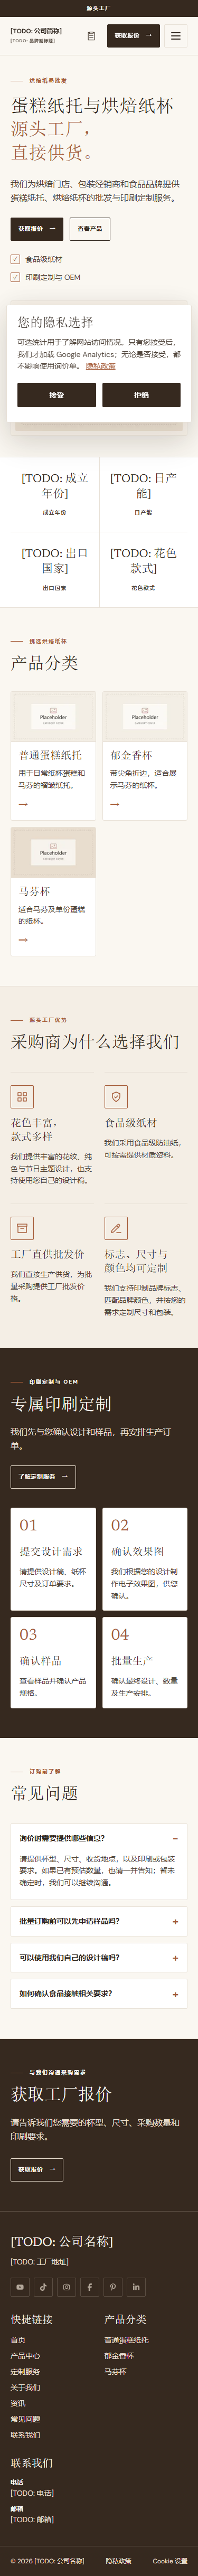 源头工厂
[TODO: 公司简称]
[TODO: 品牌副标题]
获取报价 →
烘焙纸品批发
蛋糕纸托与烘焙纸杯
源头工厂，
直接供货。
我们为烘焙门店、包装经销商和食品品牌提供
蛋糕纸托、烘焙纸杯的批发与印刷定制服务。
获取报价 →
查看产品
食品级纸材
印刷定制与 OEM
您的隐私选择
可选统计用于了解网站访问情况。只有您接受后，
我们才加载 Google Analytics；无论是否接受，都
不影响使用询价单。 隐私政策
接受
拒绝
[TODO: 成立
年份]
成立年份
[TODO: 日产
能]
日产能
[TODO: 出口
国家]
出口国家
[TODO: 花色
款式]
花色款式
产品分类
Placeholder
普通蛋糕纸托
用于日常纸杯蛋糕和
马芬的褶皱纸托。
→
Placeholder
郁金香杯
带尖角折边，适合展
示马芬的纸杯。
→
Placeholder
马芬杯
适合马芬及单份蛋糕
的纸杯。
→
源头工厂优势
采购商为什么选择我们
花色丰富，
款式多样
我们提供丰富的花纹、纯
色与节日主题设计，也支
持使用您自己的设计稿。
食品级纸材
我们采用食品级防油纸，
可按需提供材质资料。
工厂直供批发价
我们直接生产供货，为批
量采购提供工厂批发价
格。
标志、尺寸与
颜色均可定制
我们支持印制品牌标志、
匹配品牌颜色，并按您的
需求定制尺寸和包装。
印刷定制与 OEM
专属印刷定制
我们先与您确认设计和样品，再安排生产订
单。
了解定制服务 →
01
提交设计需求
请提供设计稿、纸杯
尺寸及订单要求。
02
确认效果图
我们根据您的设计制
作电子效果图，供您
确认。
03
确认样品
查看样品并确认产品
规格。
04
批量生产
确认最终设计、数量
及生产安排。
订购前了解
常见问题
询价时需要提供哪些信息？
请提供杯型、尺寸、收货地点，以及印刷或包装
要求。如果已有预估数量，也请一并告知；暂未
确定时，我们可以继续沟通。
批量订购前可以先申请样品吗？
可以使用我们自己的设计稿吗？
如何确认食品接触相关要求？
与我们沟通采购需求
获取工厂报价
请告诉我们您需要的杯型、尺寸、采购数量和
印刷要求。
获取报价 →
[TODO: 公司名称]
[TODO: 工厂地址]
快捷链接
首页
产品中心
定制服务
关于我们
资讯
常见问题
联系我们
产品分类
普通蛋糕纸托
郁金香杯
马芬杯
联系我们
电话
[TODO: 电话]
邮箱
[TODO: 邮箱]
© 2026 [TODO: 公司名称]
隐私政策
Cookie 设置